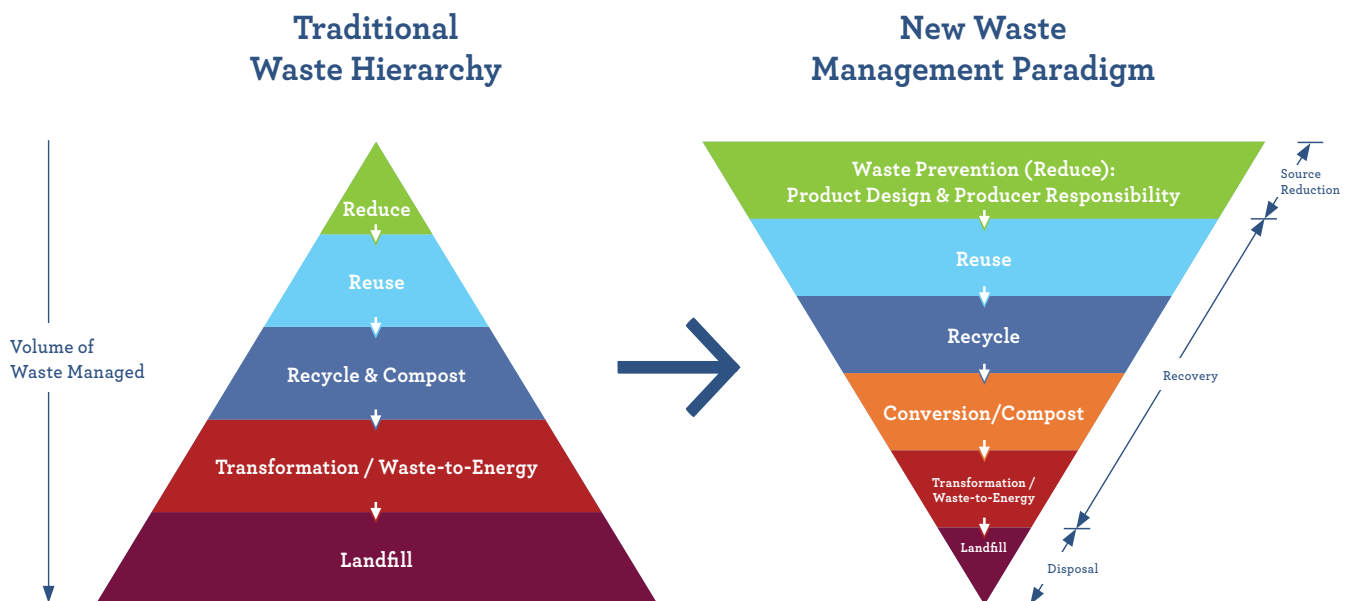 Traditional
Waste Hierarchy
Volume of
Waste Managed
Reduce
Reuse
Recycle & Compost
Transformation / Waste-to-Energy
Landfill
New Waste
Management Paradigm
Waste Prevention (Reduce):
Product Design & Producer Responsibility
Reuse
Recycle
Conversion/Compost
Transformation /
Waste-to-Energy
Landfill
Source
Reduction
Recovery
Disposal